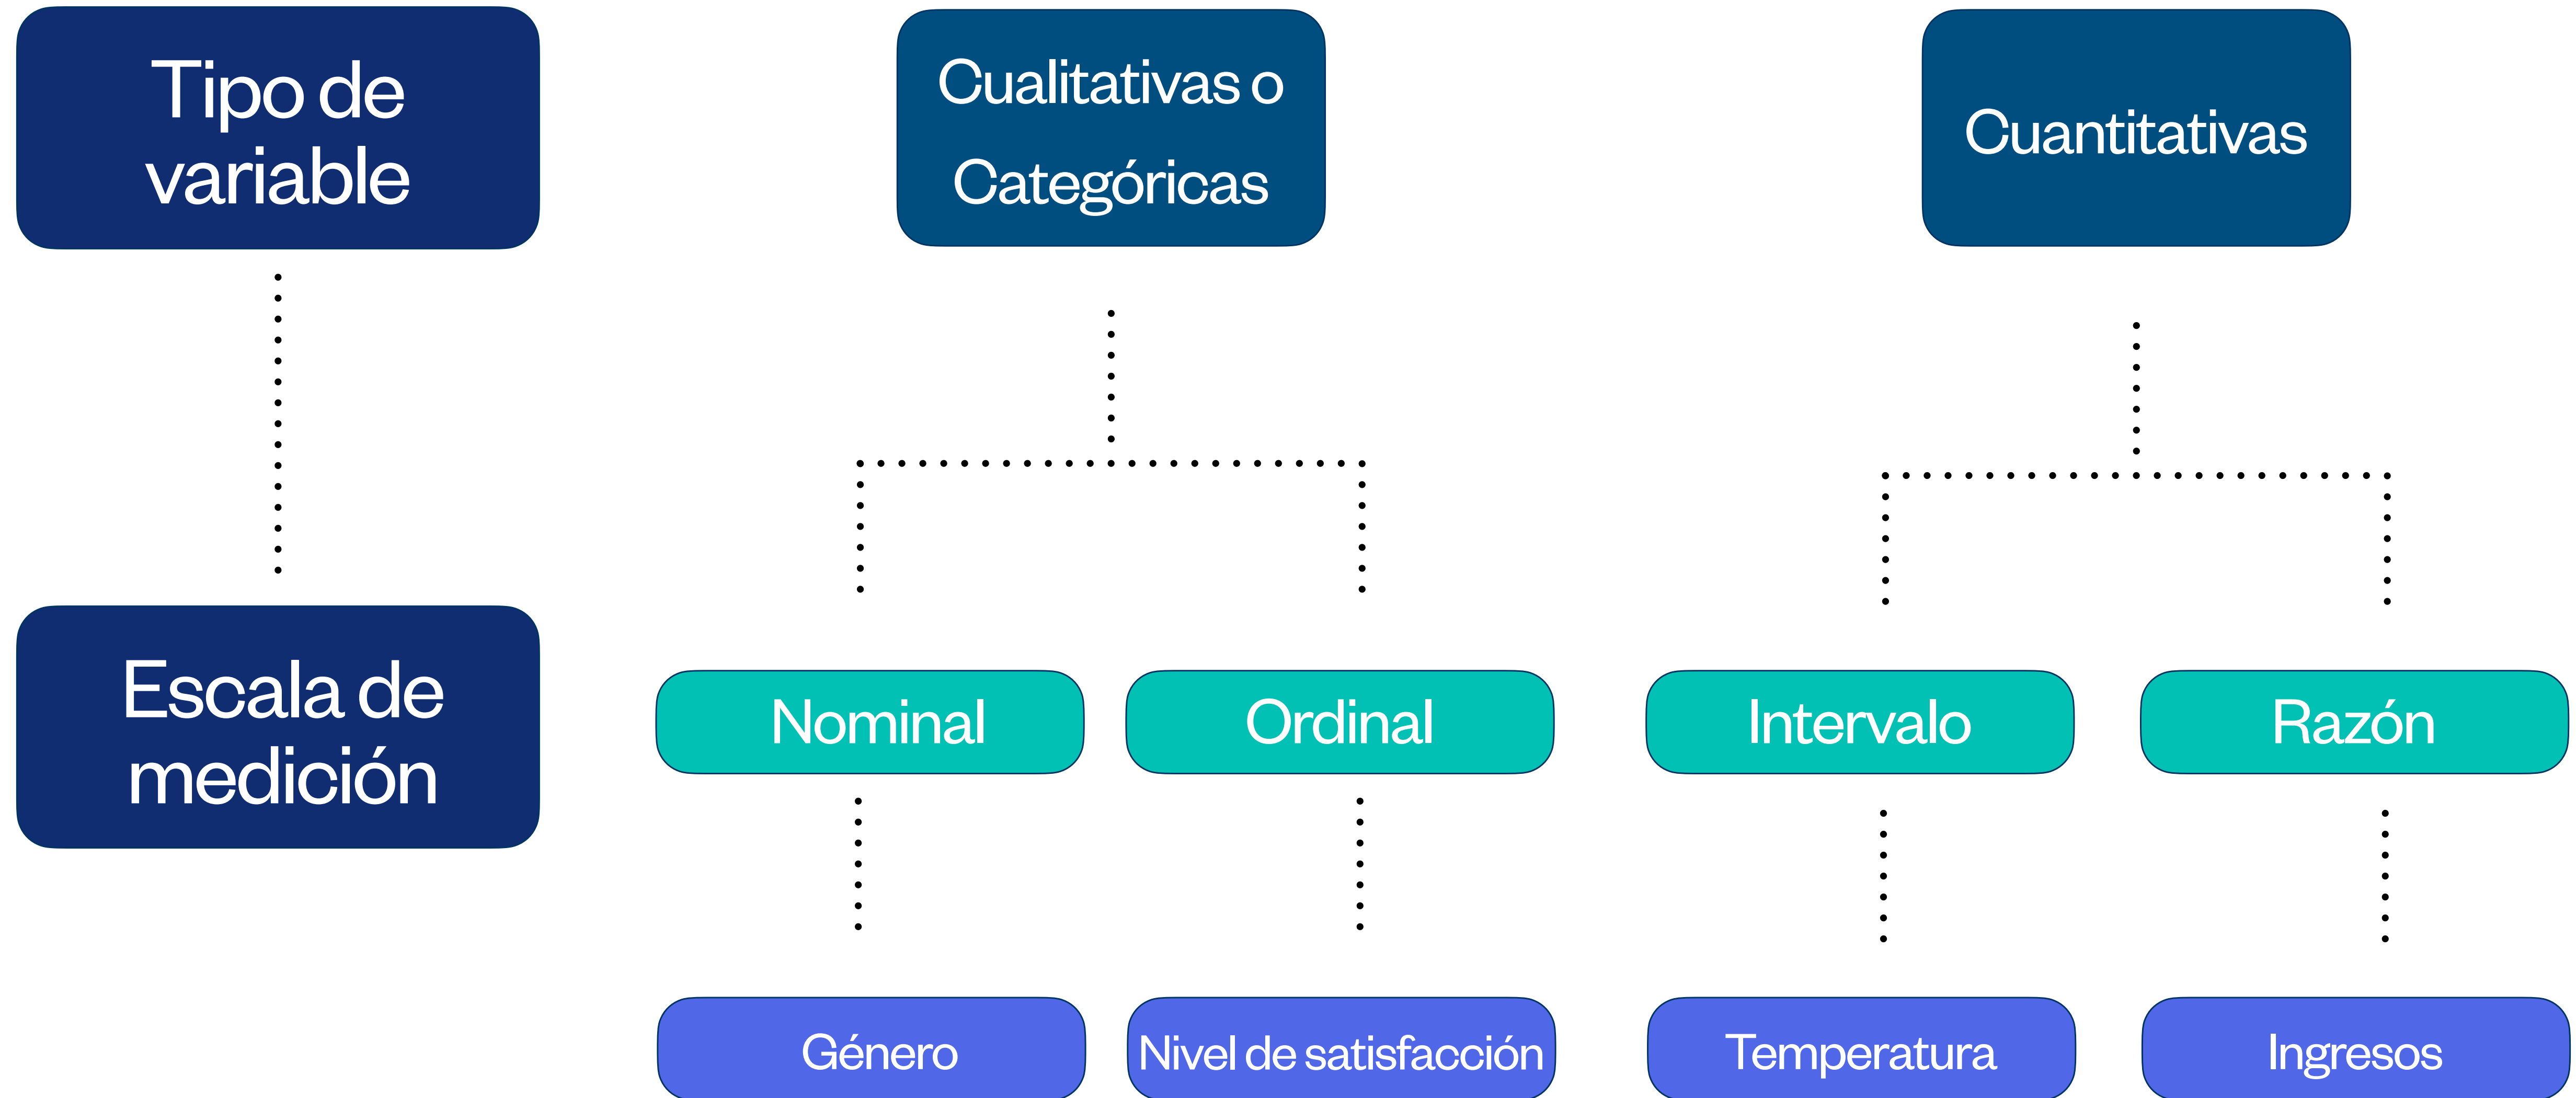 Tipo de
variable
Cualitativas o
Categóricas
Cuantitativas
Escala de
medición
Nominal
Ordinal
Intervalo
Razón
Género
Nivel de satisfacción
Temperatura
Ingresos